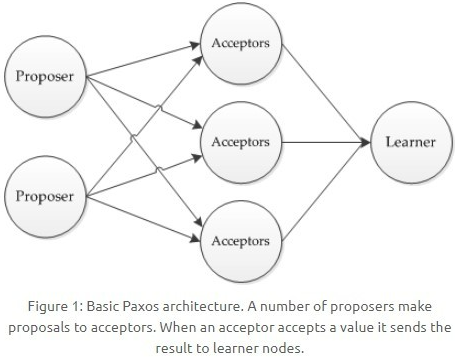 Acceptors
Proposer
Acceptors
Learner
Proposer
Acceptors
Figure 1: Basic Paxos architecture. A number of proposers make
proposals to acceptors. When an acceptor accepts a value it sends the
result to learner nodes.